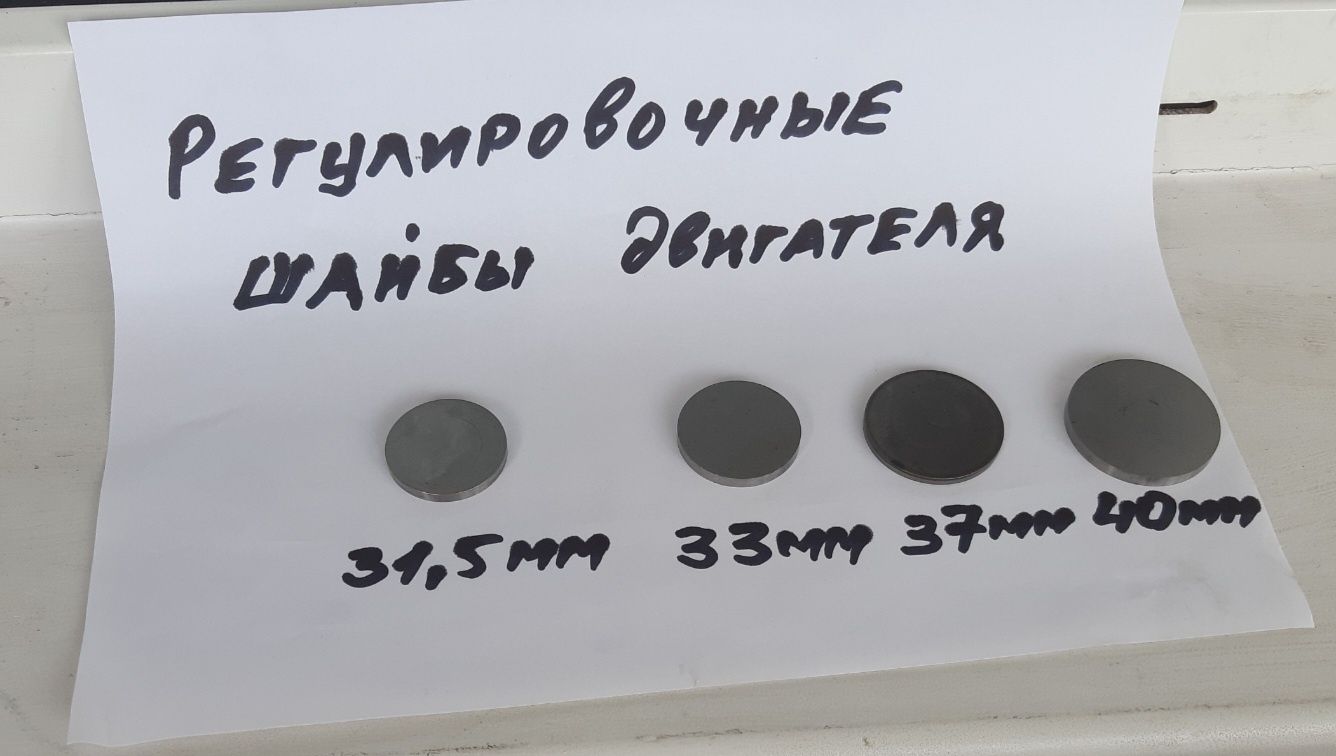 Регулировочные
шайбы двигателя
31,5мм 33мм 37мм 40мм